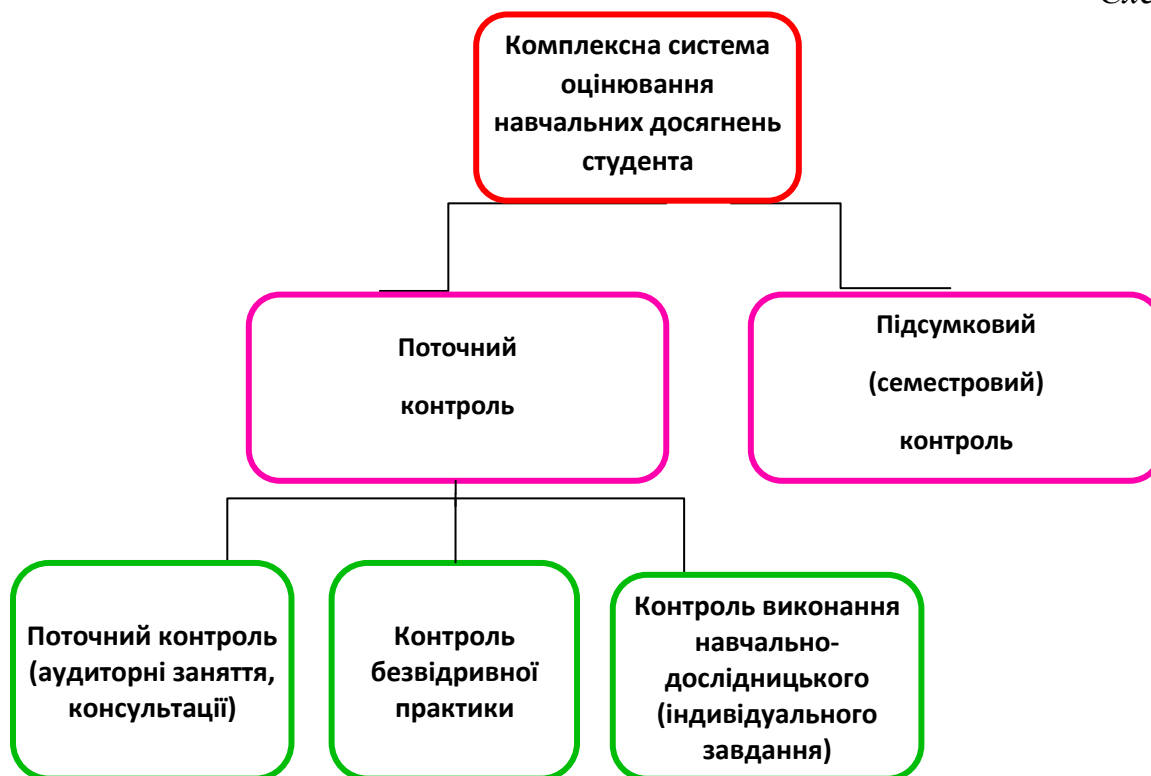 Комплексна система
оцінювання
навчальних досягнень
студента
Поточний
контроль
Підсумковий
(семестровий)
контроль
Поточний контроль
(аудиторні заняття,
консультації)
Контроль
безвідривної
практики
Контроль виконання
навчально-
дослідницького
(індивідуального
завдання)